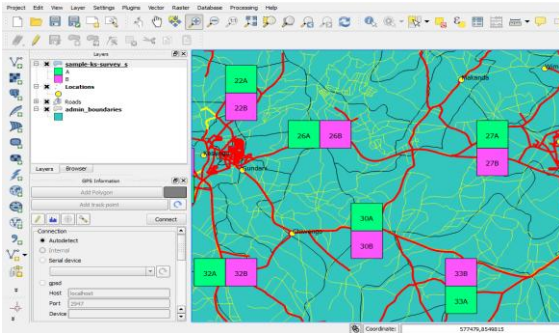 Project Edit View Layer Settings Plugins Vector Raster Database Processing Help
Layers
sample-ks-survey_s
A
B
Locations
Roads
admin_boundaries
Layers Browser
GPS Information
Add Polygon
Add track point
Connect
Connection
Autodetect
Internal
Serial device
gpsd
Host localhost
Port 2947
Device
22A
22B
Makanda
26A 26B
27A
27B
30A
30B
32A 32B
33B
33A
Coordinate: 577479,8549815